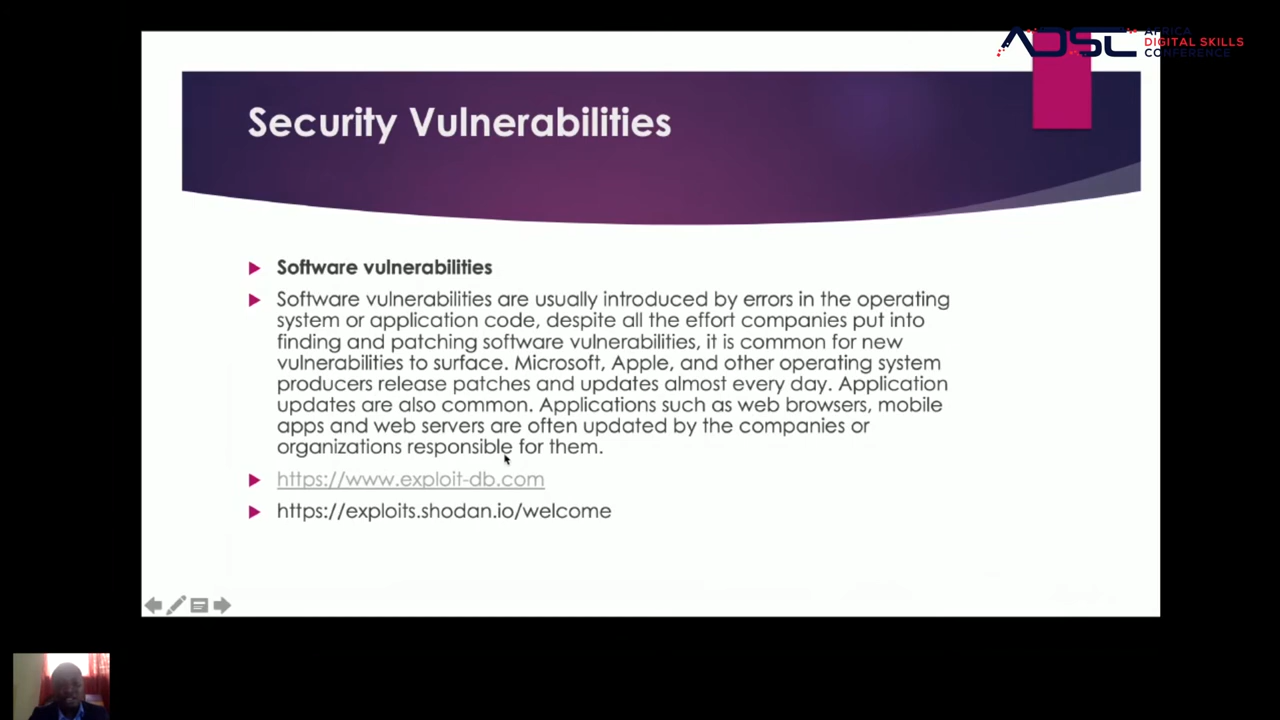 AFRICA
DIGITAL SKILLS
CONFERENCE
ADSC
Security Vulnerabilities
Software vulnerabilities
Software vulnerabilities are usually introduced by errors in the operating
system or application code, despite all the effort companies put into
finding and patching software vulnerabilities, it is common for new
vulnerabilities to surface. Microsoft, Apple, and other operating system
producers release patches and updates almost every day. Application
updates are also common. Applications such as web browsers, mobile
apps and web servers are often updated by the companies or
organizations responsible for them.
https://www.exploit-db.com
https://exploits.shodan.io/welcome